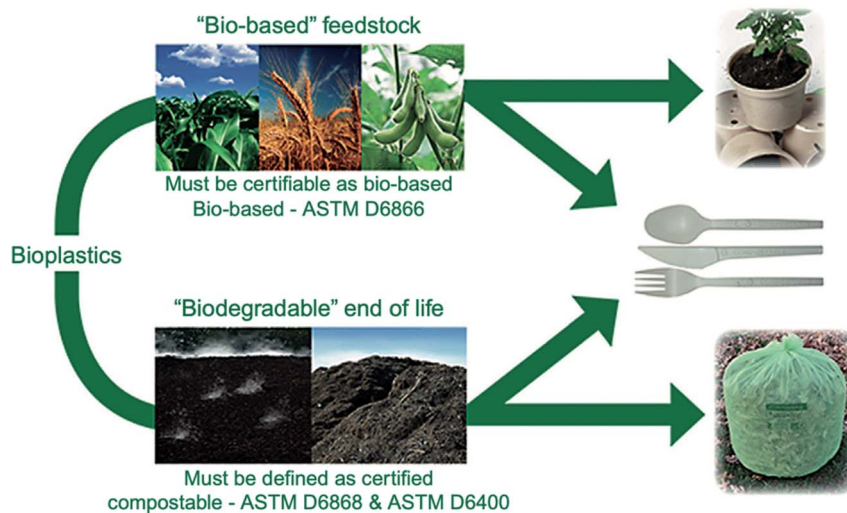 “Bio-based” feedstock
Must be certifiable as bio-based
Bio-based - ASTM D6866
Bioplastics
“Biodegradable” end of life
Must be defined as certified
compostable - ASTM D6868 & ASTM D6400